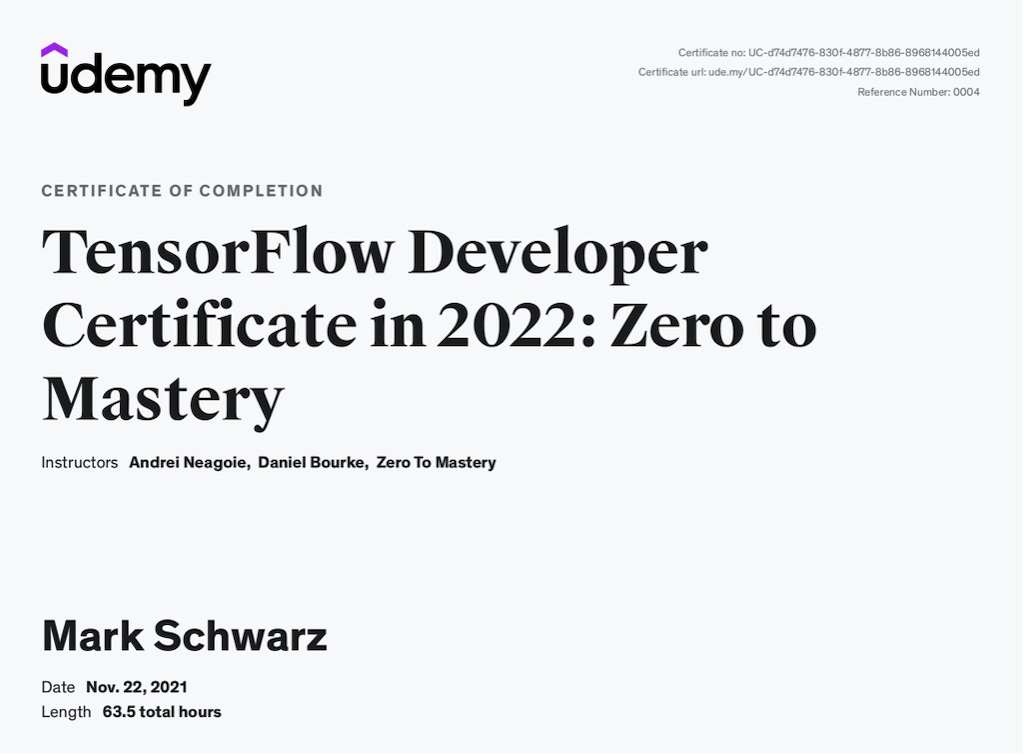 udemy
Certificate no: UC-d74d7476-830f-4877-8b86-8968144005ed
Certificate url: ude.my/UC-d74d7476-830f-4877-8b86-8968144005ed
Reference Number: 0004
CERTIFICATE OF COMPLETION
TensorFlow Developer
Certificate in 2022: Zero to
Mastery
Instructors Andrei Neagoie, Daniel Bourke, Zero To Mastery
Mark Schwarz
Date Nov. 22, 2021
Length 63.5 total hours